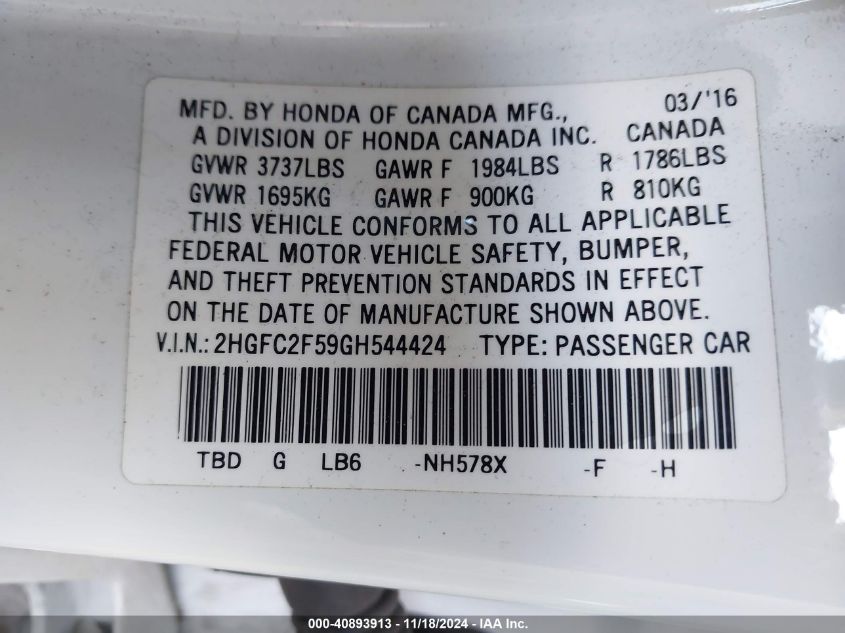 MFD. BY HONDA OF CANADA MFG., 03/'16
A DIVISION OF HONDA CANADA INC. CANADA
GVWR 3737LBS GAWR F 1984LBS R 1786LBS
GVWR 1695KG GAWR F 900KG R 810KG
THIS VEHICLE CONFORMS TO ALL APPLICABLE
FEDERAL MOTOR VEHICLE SAFETY, BUMPER,
AND THEFT PREVENTION STANDARDS IN EFFECT
ON THE DATE OF MANUFACTURE SHOWN ABOVE.
V.I.N.: 2HGFC2F59GH544424 TYPE: PASSENGER CAR
TBD G LB6 -NH578X -F -H
000-40893913 - 11/18/2024 - IAA Inc.